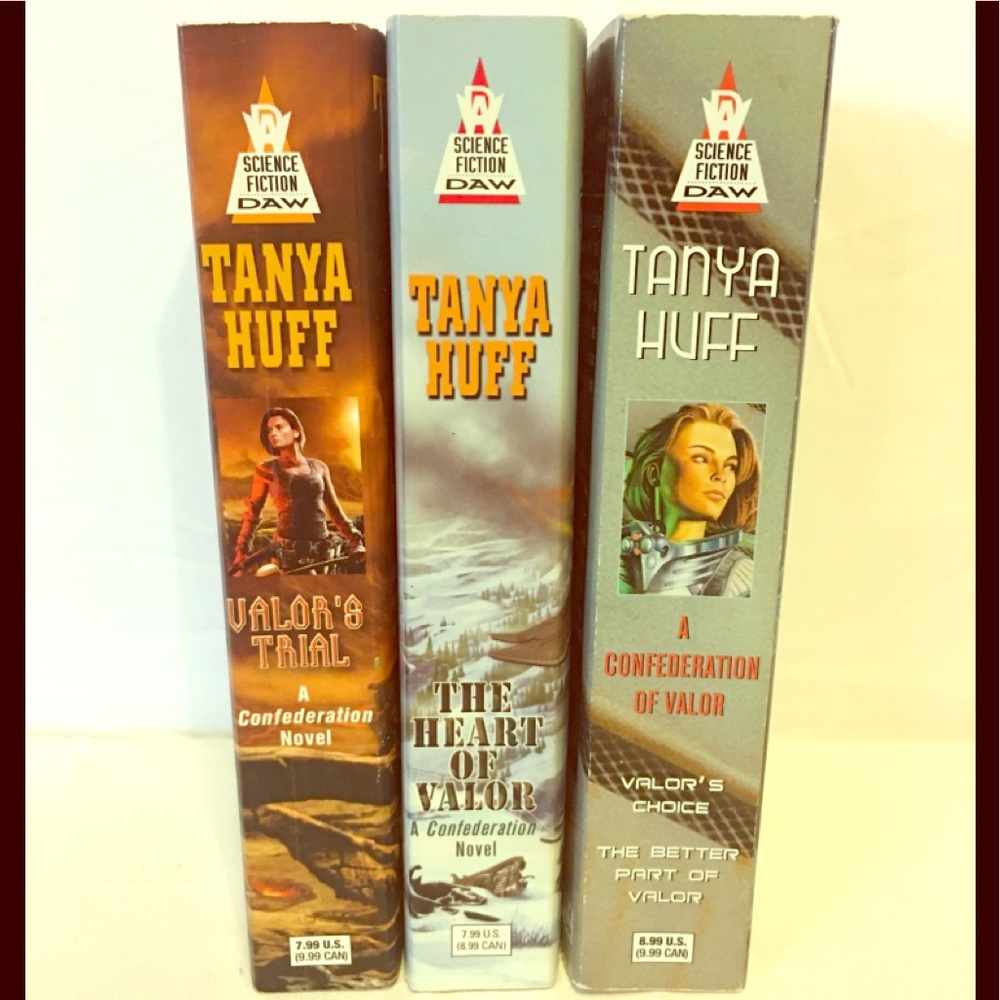 DAW
SCIENCE
FICTION
DAW
TANYA
HUFF
VALOR'S
TRIAL
A
Confederation
Novel
7.99 U.S.
(9.99 CAN)
DAW
SCIENCE
FICTION
DAW
TANYA
HUFF
THE
HEART
OF
VALOR
A Confederation
Novel
7.99 U.S.
(8.99 CAN)
DAW
SCIENCE
FICTION
DAW
TANYA
HUFF
A
CONFEDERATION
OF VALOR
VALOR'S
CHOICE
THE BETTER
PART OF
VALOR
8.99 U.S.
(9.99 CAN)